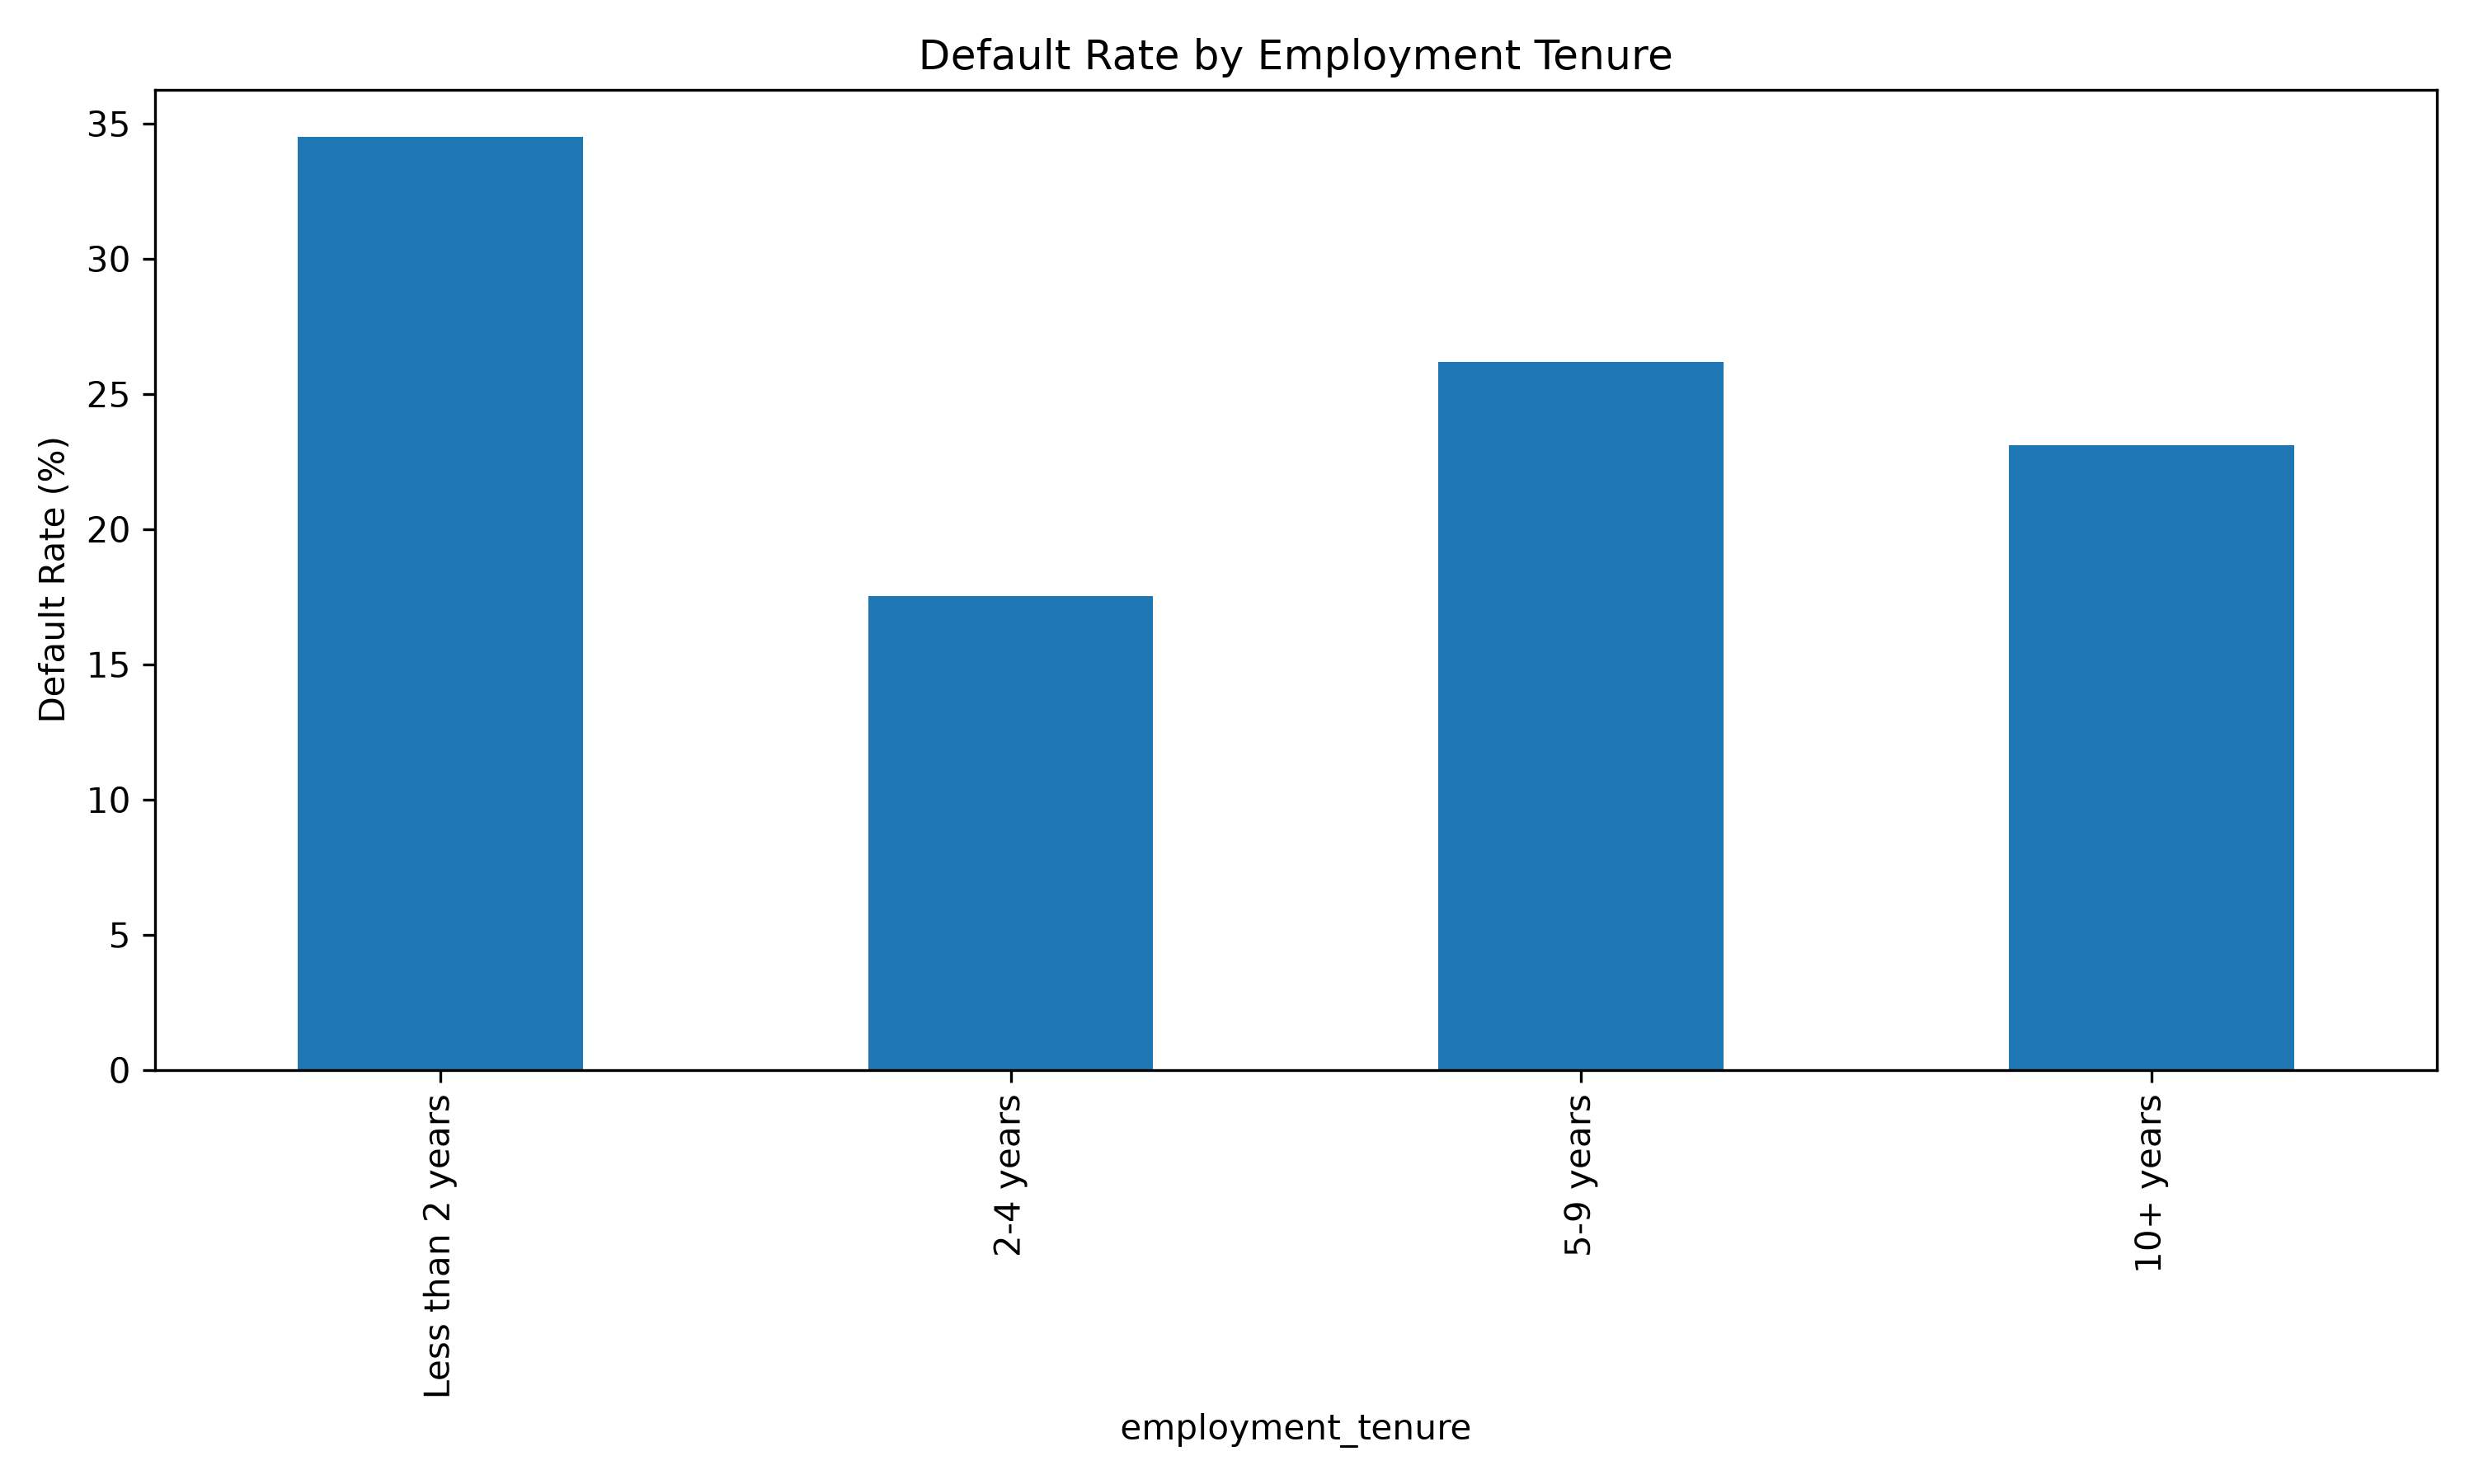 Default Rate by Employment Tenure
Default Rate (%)
35
30
25
20
15
10
5
0
Less than 2 years
2-4 years
5-9 years
10+ years
employment_tenure